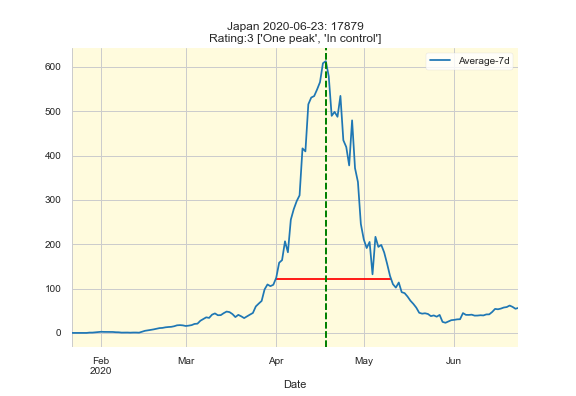 Japan 2020-06-23: 17879
Rating:3 ['One peak', 'In control']
Average-7d
600
500
400
300
200
100
0
Feb
2020
Mar
Apr
May
Jun
Date